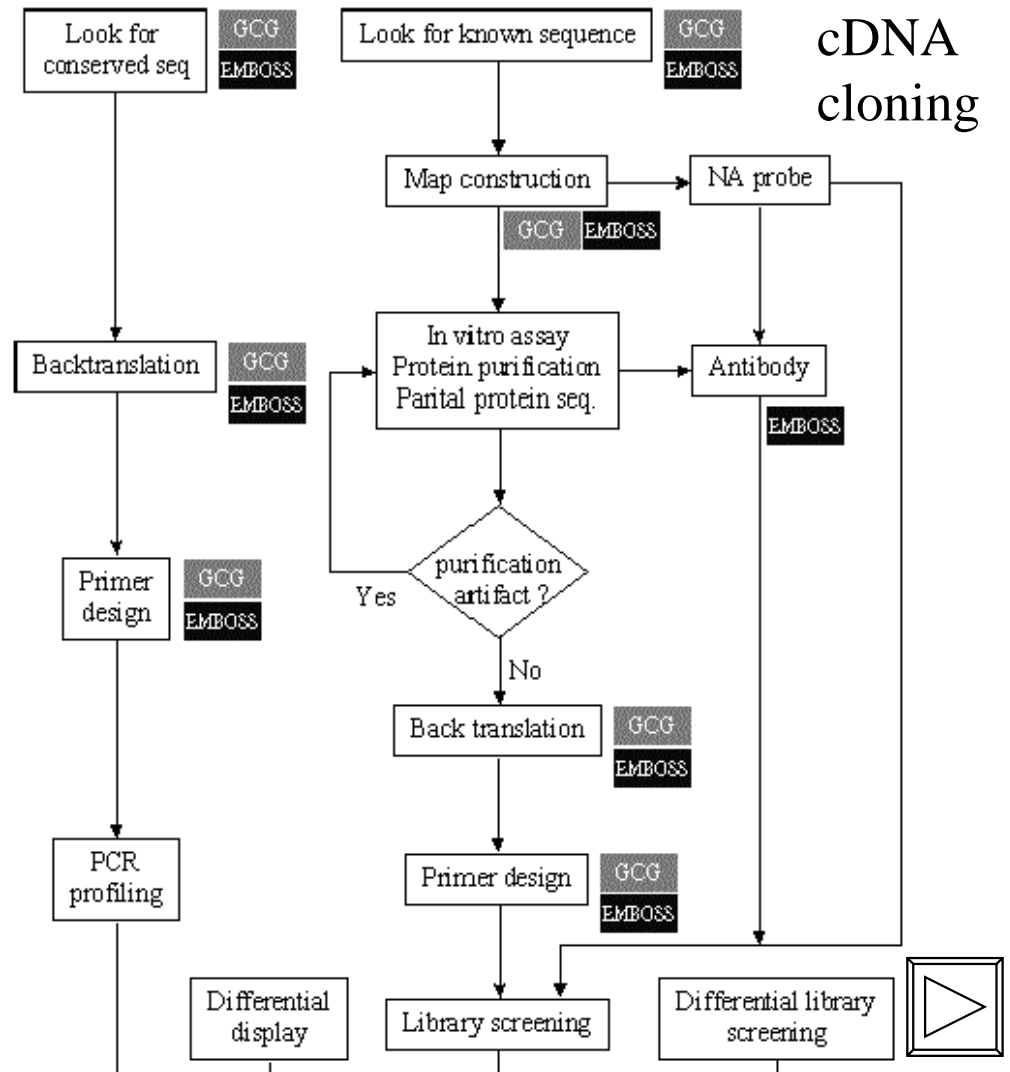 cDNA
cloning
Look for
conserved seq
GCG
EMBOSS
Look for known sequence
GCG
EMBOSS
Map construction
GCG
EMBOSS
NA probe
In vitro assay
Protein purification
Parital protein seq.
Antibody
EMBOSS
Backtranslation
GCG
EMBOSS
purification
artifact ?
Yes
No
Primer
design
GCG
EMBOSS
Back translation
GCG
EMBOSS
PCR
profiling
Primer design
GCG
EMBOSS
Differential
display
Library screening
Differential library
screening